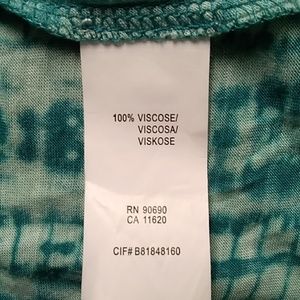 100% VISCOSE/
VISCOSA/
VISKOSE
RN 90690
CA 11620
CIF# B81848160